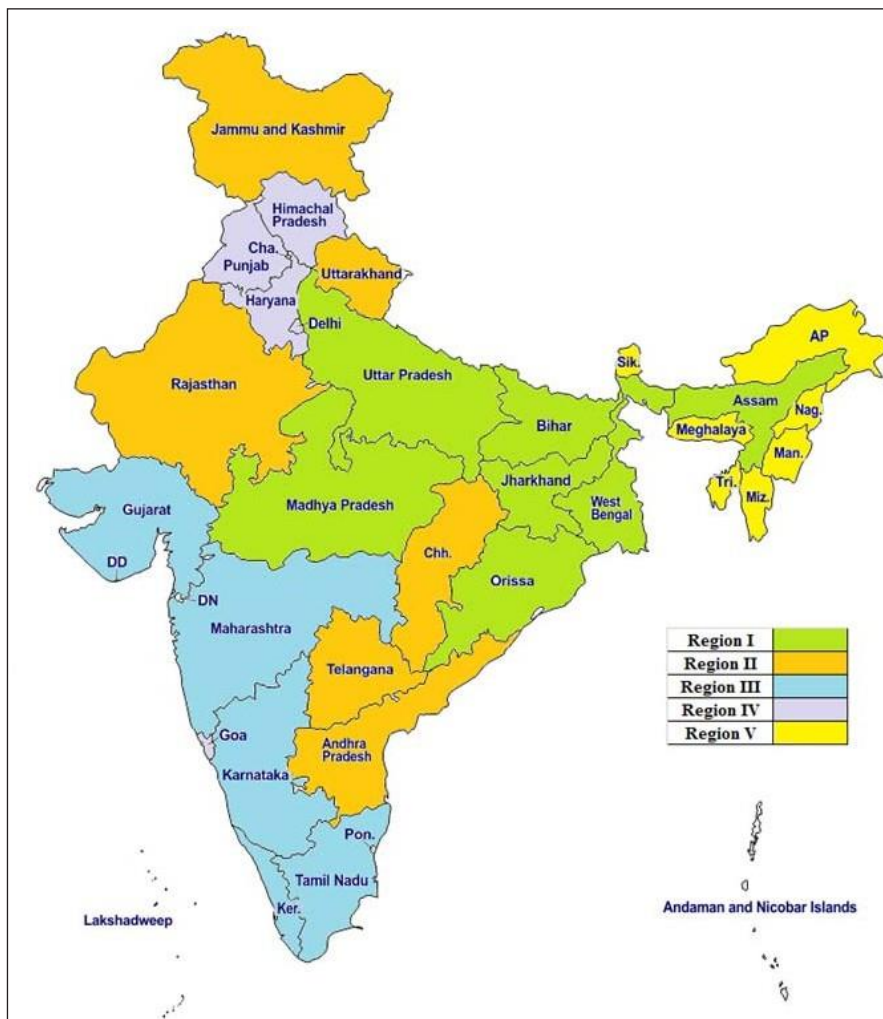 Jammu and Kashmir
Himachal
Pradesh
Cha.
Punjab
Uttarakhand
Haryana
Delhi
AP
Sik.
Rajasthan
Uttar Pradesh
Assam
Nag.
Bihar
Meghalaya
Man.
Jharkhand
Tri.
Miz.
Gujarat
Madhya Pradesh
West
Bengal
Chh.
DD
Orissa
DN
Maharashtra
Telangana
Goa
Andhra
Pradesh
Karnataka
Pon.
Tamil Nadu
Ker.
Lakshadweep
Andaman and Nicobar Islands
Region I
Region II
Region III
Region IV
Region V